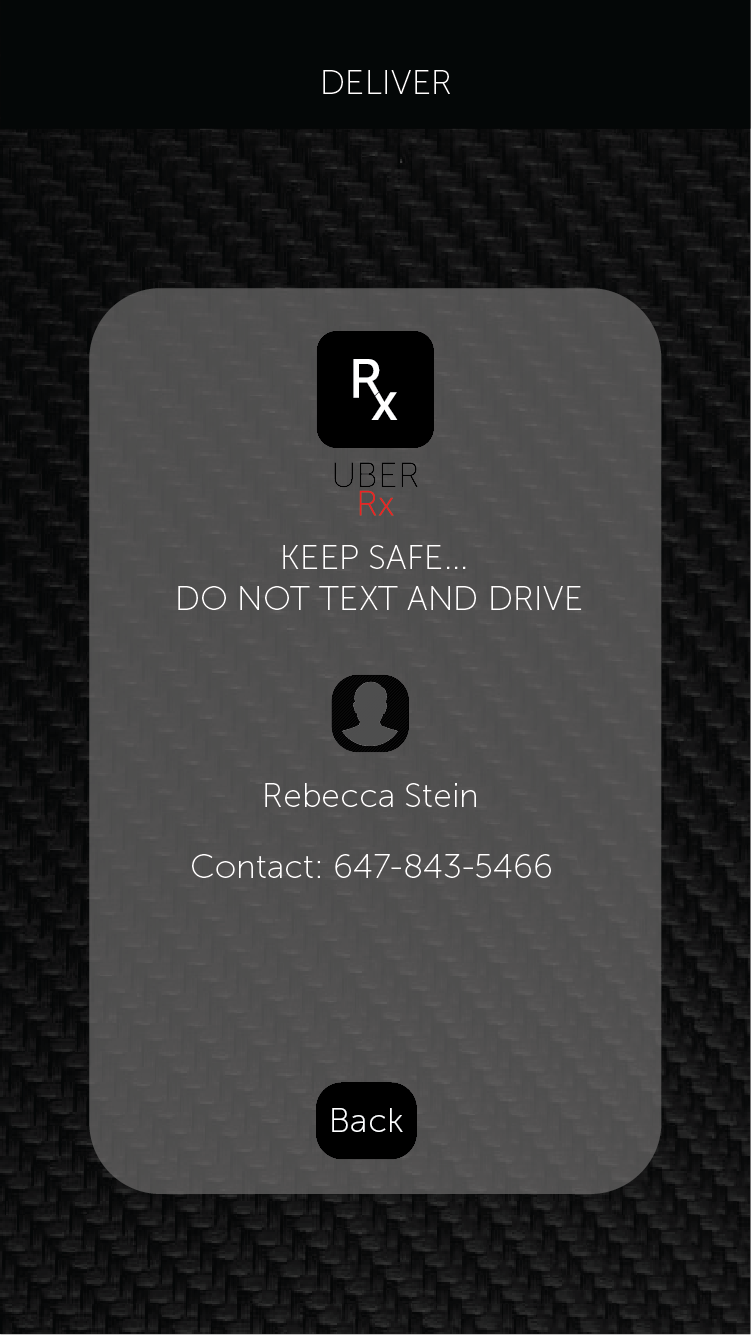 DELIVER
Rx
UBER
Rx
KEEP SAFE...
DO NOT TEXT AND DRIVE
Rebecca Stein
Contact: 647-843-5466
Back